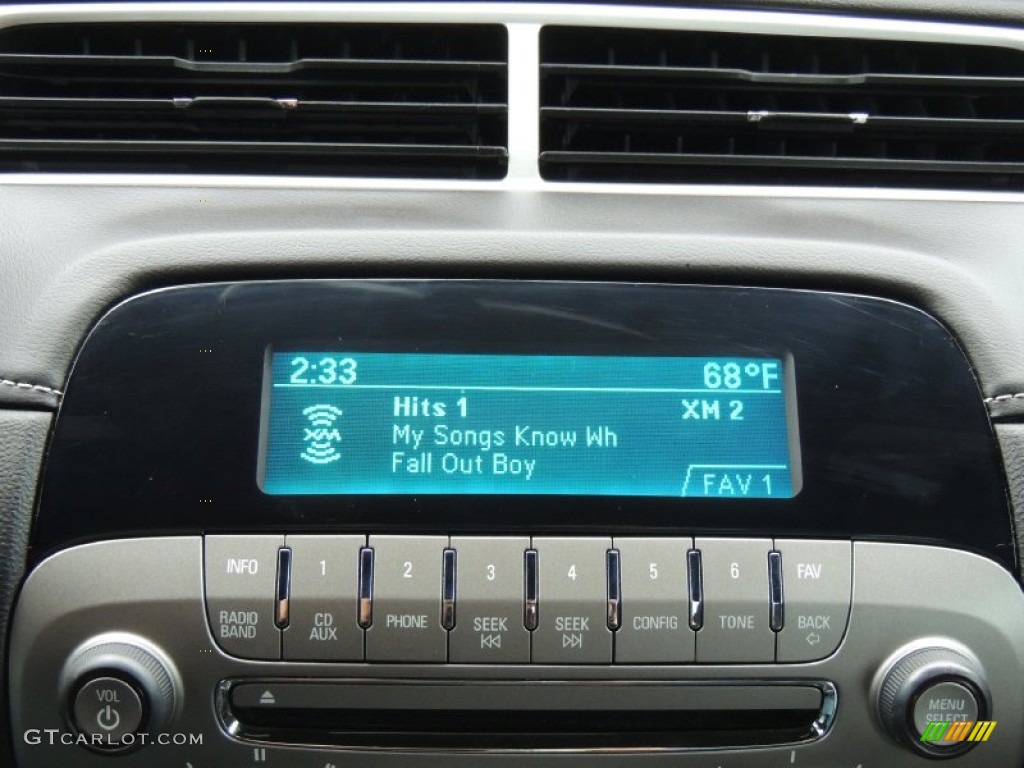 2:33 68°F
Hits 1 XM 2
XM
My Songs Know Wh
Fall Out Boy
FAV 1
INFO 1 2 3 4 5 6 FAV
RADIO BAND CD AUX PHONE SEEK SEEK CONFIG TONE BACK
VOL
MENU SELECT
GTCarlot.com